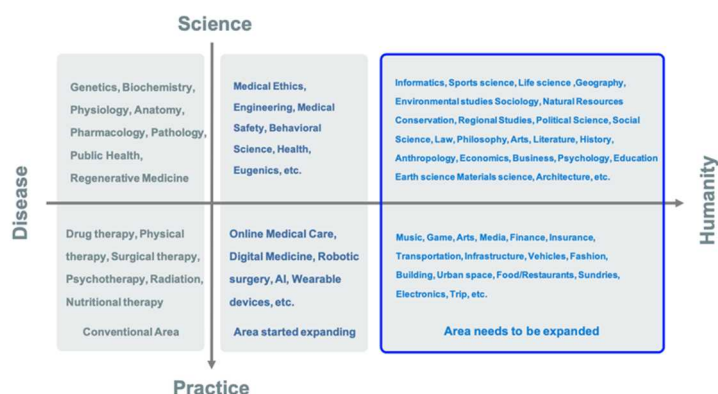 Science
Genetics, Biochemistry,
Physiology, Anatomy,
Pharmacology, Pathology,
Public Health,
Regenerative Medicine
Medical Ethics,
Engineering, Medical
Safety, Behavioral
Science, Health,
Eugenics, etc.
Informatics, Sports science, Life science ,Geography,
Environmental studies Sociology, Natural Resources
Conservation, Regional Studies, Political Science, Social
Science, Law, Philosophy, Arts, Literature, History,
Anthropology, Economics, Business, Psychology, Education
Earth science Materials science, Architecture, etc.
Disease
Humanity
Drug therapy, Physical
therapy, Surgical therapy,
Psychotherapy, Radiation,
Nutritional therapy
Conventional Area
Online Medical Care,
Digital Medicine, Robotic
surgery, AI, Wearable
devices, etc.
Area started expanding
Music, Game, Arts, Media, Finance, Insurance,
Transportation, Infrastructure, Vehicles, Fashion,
Building, Urban space, Food/Restaurants, Sundries,
Electronics, Trip, etc.
Area needs to be expanded
Practice